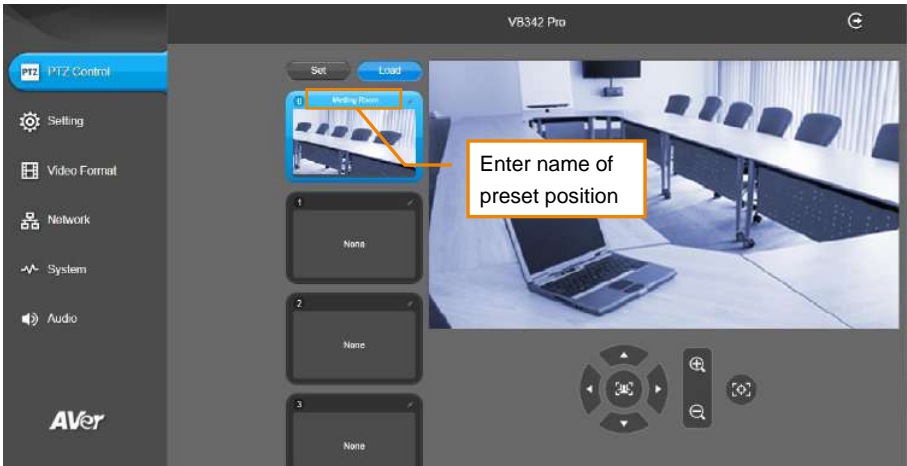 VB342 Pro
PTZ PTZ Control
Setting
Video Format
Network
System
Audio
AVer
Set Load
0 Meeting Room
1
None
2
None
3
None
Enter name of
preset position